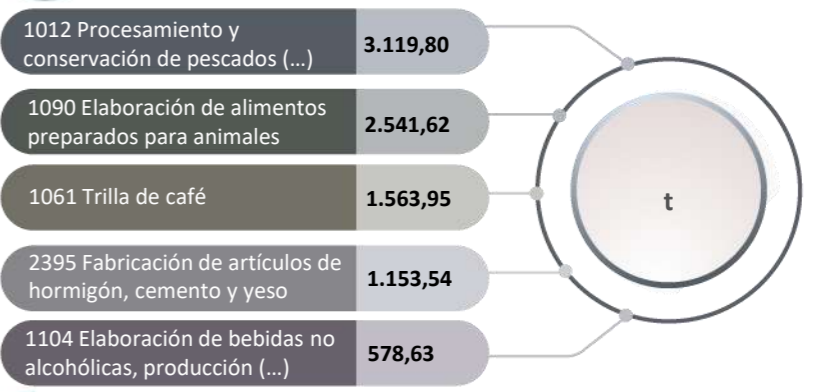 1012 Procesamiento y
conservación de pescados (…)
3.119,80
1090 Elaboración de alimentos
preparados para animales
2.541,62
1061 Trilla de café
1.563,95
2395 Fabricación de artículos de
hormigón, cemento y yeso
1.153,54
1104 Elaboración de bebidas no
alcohólicas, producción (…)
578,63
t